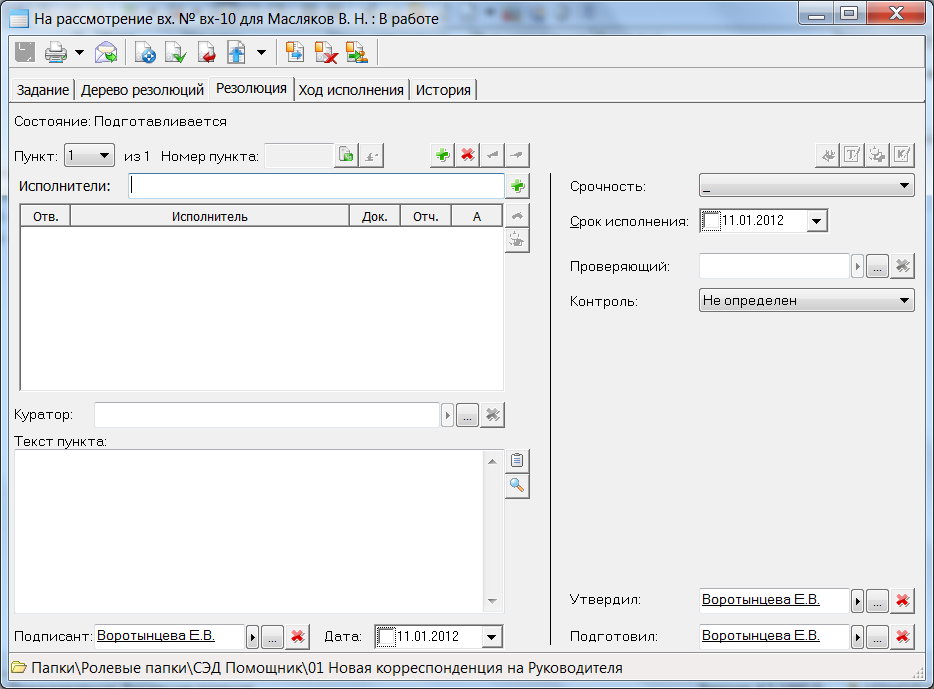 На рассмотрение вх. № вх-10 для Масляков В. Н. : В работе
Задание Дерево резолюций Резолюция Ход исполнения История
Состояние: Подготавливается
Пункт: 1 из 1 Номер пункта:
Исполнители:
Отв. Исполнитель Док. Отч. А
Срочность: _
Срок исполнения: 11.01.2012
Проверяющий: ...
Контроль: Не определен
Куратор: ...
Текст пункта:
Утвердил: Воротынцева Е.В. ...
Подписант: Воротынцева Е.В. ... Дата: 11.01.2012
Подготовил: Воротынцева Е.В. ...
Папки\Ролевые папки\СЭД Помощник\01 Новая корреспонденция на Руководителя